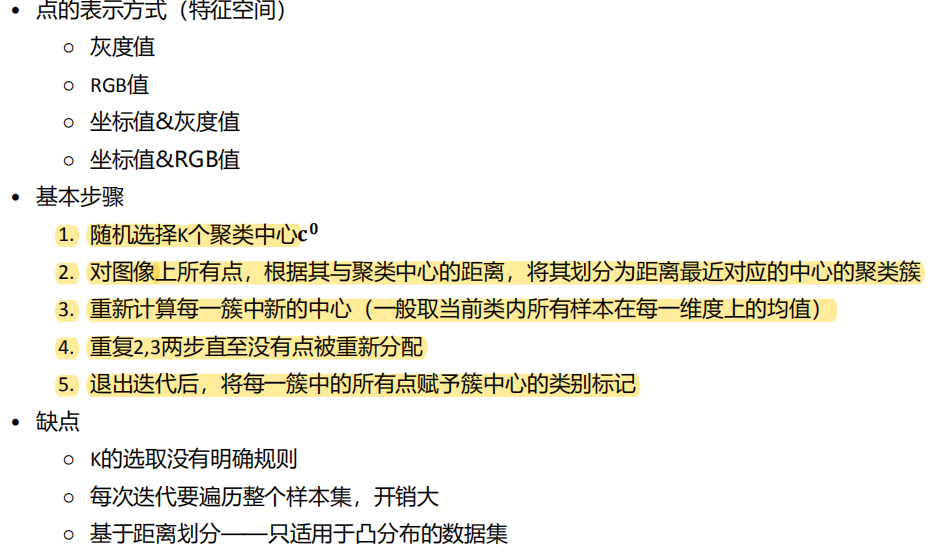 • 点的表示方式（特征空间）
○ 灰度值
○ RGB值
○ 坐标值&灰度值
○ 坐标值&RGB值
• 基本步骤
1. 随机选择K个聚类中心c⁰
2. 对图像上所有点，根据其与聚类中心的距离，将其划分为距离最近对应的中心的聚类簇
3. 重新计算每一簇中新的中心（一般取当前类内所有样本在每一维度上的均值）
4. 重复2,3两步直至没有点被重新分配
5. 退出迭代后，将每一簇中的所有点赋予簇中心的类别标记
• 缺点
○ K的选取没有明确规则
○ 每次迭代要遍历整个样本集，开销大
○ 基于距离划分——只适用于凸分布的数据集